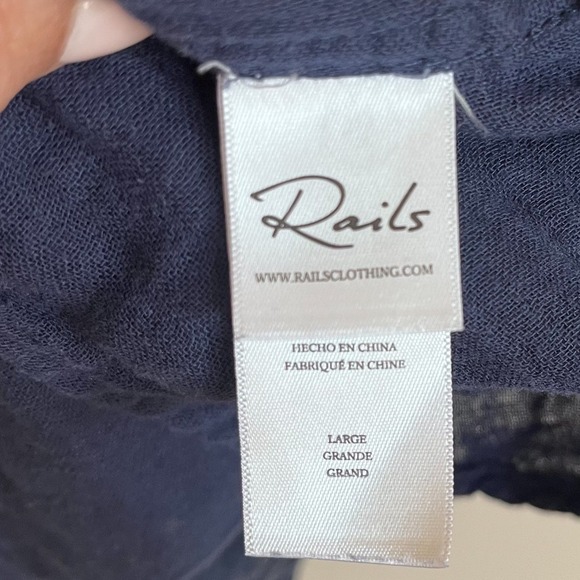 Rails
WWW.RAILSCLOTHING.COM
HECHO EN CHINA
FABRIQUÉ EN CHINE
LARGE
GRANDE
GRAND